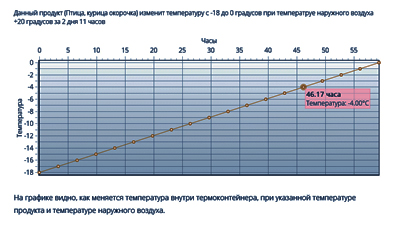 Данный продукт (Птица, курица окорочка) изменит температуру с -18 до 0 градусов при температруе наружного воздуха
+20 градусов за 2 дня 11 часов
Часы
0 5 10 15 20 25 30 35 40 45 50 55
0
-2
-4
-6
-8
-10
-12
-14
-16
-18
Температура
46.17 часа
Температура: -4.00°C
На графике видно, как меняется температура внутри термоконтейнера, при указанной температуре
продукта и температуре наружного воздуха.